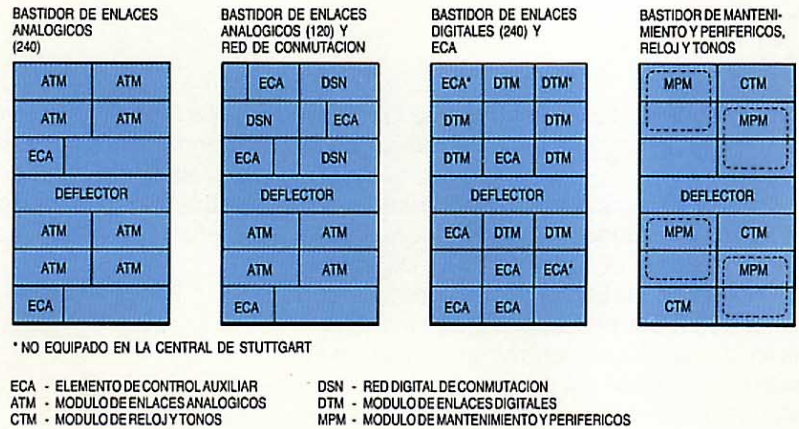 BASTIDOR DE ENLACES
ANALOGICOS
(240)
ATM ATM
ATM ATM
ECA
DEFLECTOR
ATM ATM
ATM ATM
ECA
BASTIDOR DE ENLACES
ANALOGICOS (120) Y
RED DE CONMUTACION
ECA DSN
DSN ECA
ECA DSN
DEFLECTOR
ATM ATM
ATM ATM
ECA
BASTIDOR DE ENLACES
DIGITALES (240) Y
ECA
ECA* DTM DTM*
DTM DTM
DTM ECA DTM
DEFLECTOR
ECA DTM DTM
ECA ECA*
ECA ECA
BASTIDOR DE MANTENI-
MIENTO Y PERIFERICOS,
RELOJ Y TONOS
MPM CTM
MPM
DEFLECTOR
MPM CTM
MPM
CTM
* NO EQUIPADO EN LA CENTRAL DE STUTTGART
ECA - ELEMENTO DE CONTROL AUXILIAR
ATM - MODULO DE ENLACES ANALOGICOS
CTM - MODULO DE RELOJ Y TONOS
DSN - RED DIGITAL DE CONMUTACION
DTM - MODULO DE ENLACES DIGITALES
MPM - MODULO DE MANTENIMIENTO Y PERIFERICOS